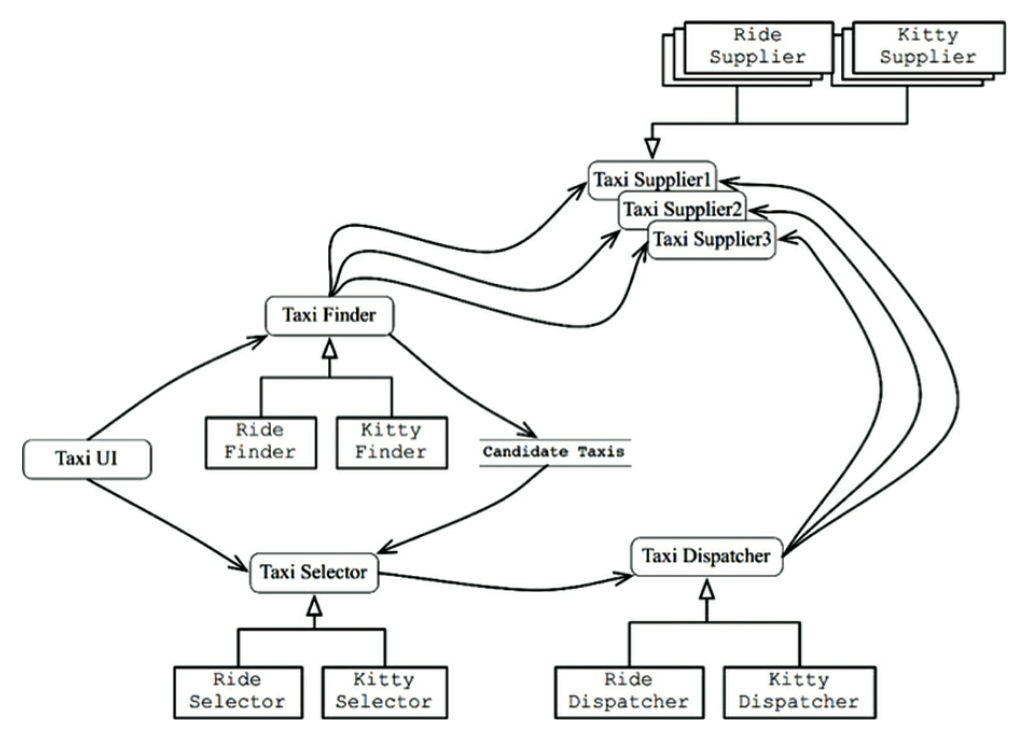 Ride
Supplier
Kitty
Supplier
Taxi Supplier1
Taxi Supplier2
Taxi Supplier3
Taxi Finder
Ride
Finder
Kitty
Finder
Taxi UI
Candidate Taxis
Taxi Selector
Taxi Dispatcher
Ride
Selector
Kitty
Selector
Ride
Dispatcher
Kitty
Dispatcher